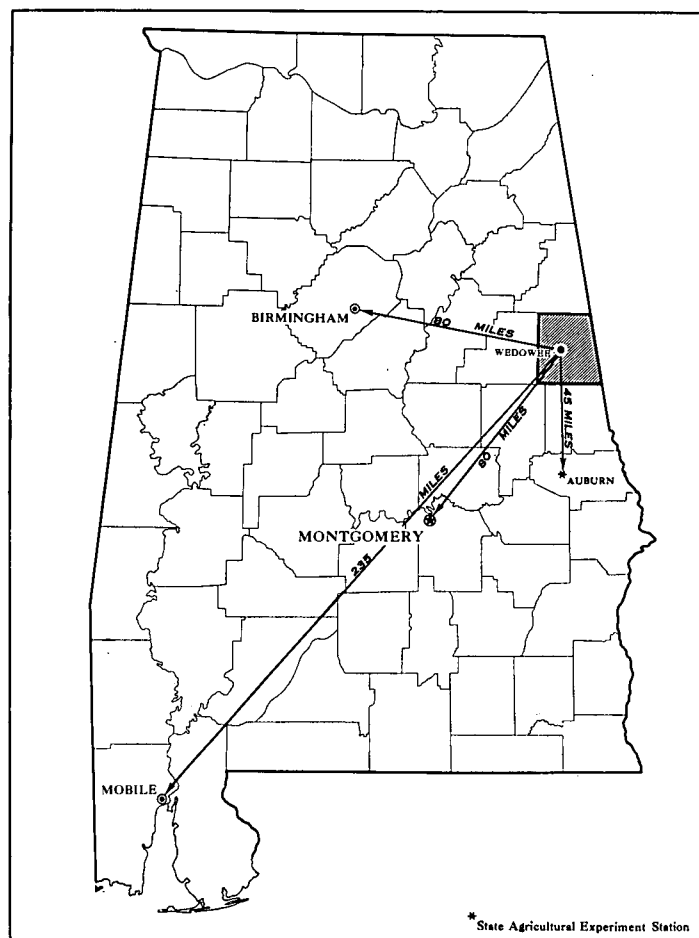 BIRMINGHAM
80 MILES
WEDOWEE
45 MILES
*AUBURN
MILES
80
MONTGOMERY
235 MILES
MOBILE
*State Agricultural Experiment Station